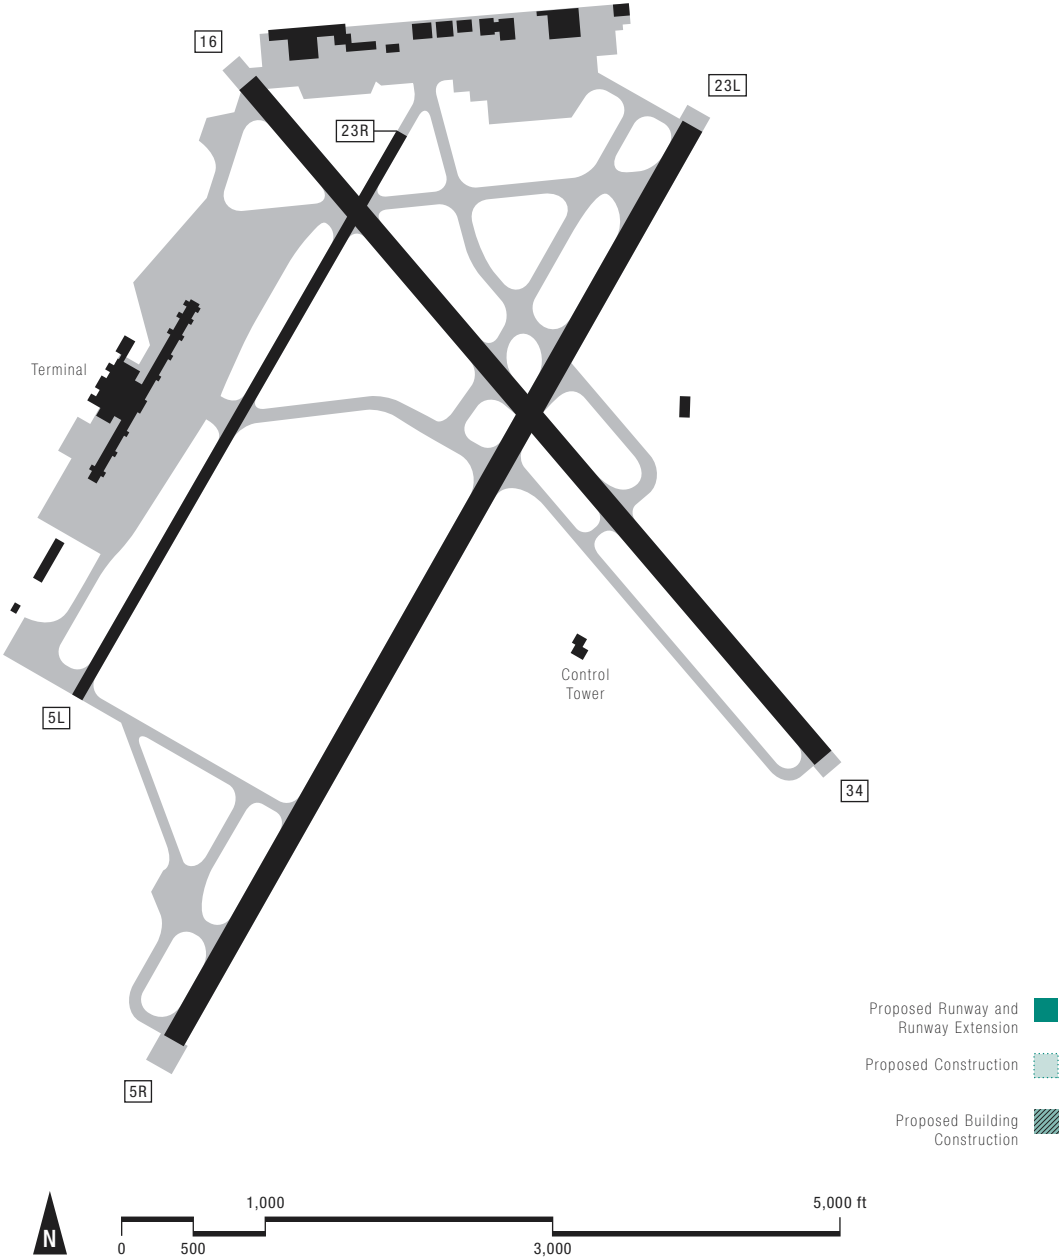 16
23L
23R
Terminal
Control
Tower
5L
34
Proposed Runway and
Runway Extension
Proposed Construction
5R
Proposed Building
Construction
1,000
5,000 ft
N
0
500
3,000